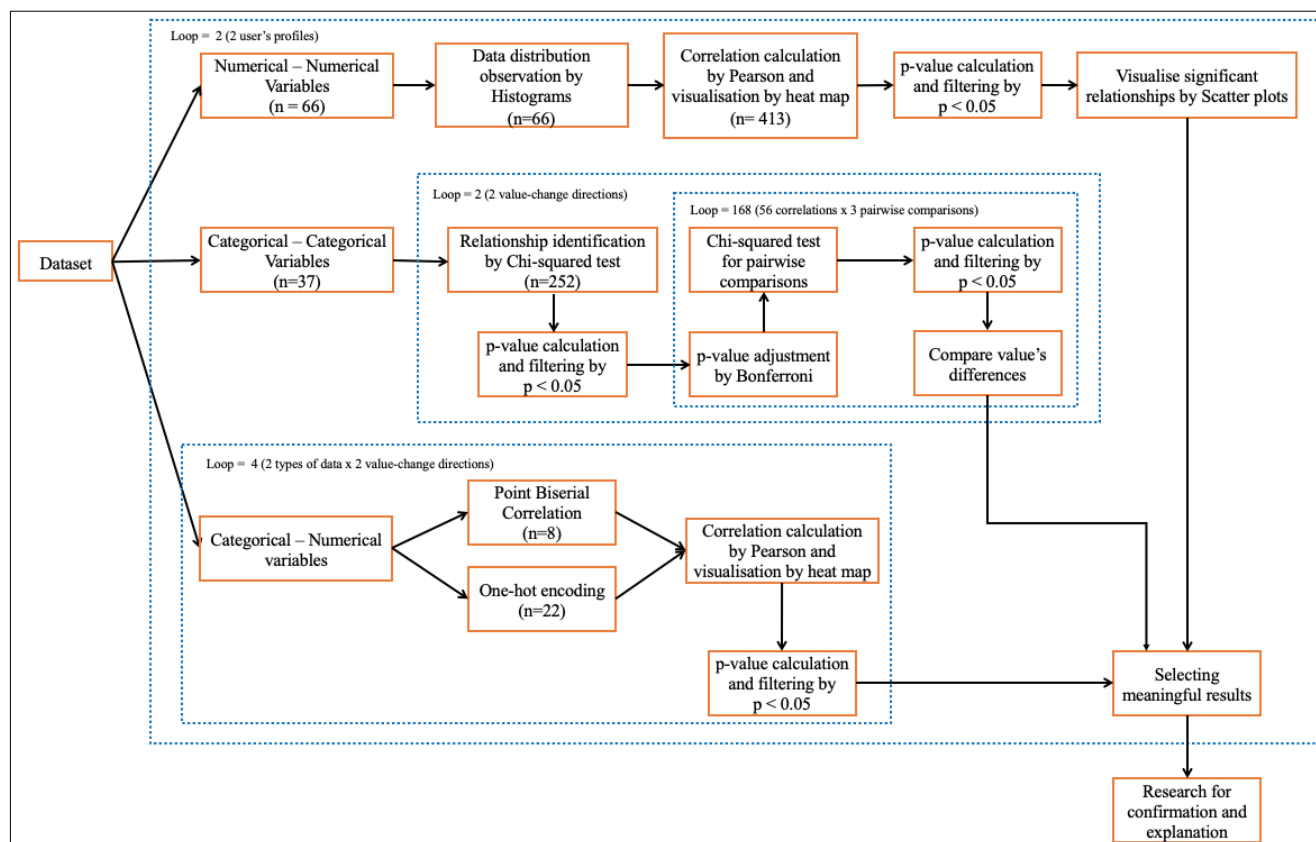 Loop = 2 (2 user's profiles)
Numerical – Numerical
Variables
(n = 66)
Data distribution
observation by
Histograms
(n=66)
Correlation calculation
by Pearson and
visualisation by heat map
(n= 413)
p-value calculation
and filtering by
p < 0.05
Visualise significant
relationships by Scatter plots
Loop = 2 (2 value-change directions)
Loop = 168 (56 correlations x 3 pairwise comparisons)
Dataset
Categorical – Categorical
Variables
(n=37)
Relationship identification
by Chi-squared test
(n=252)
Chi-squared test
for pairwise
comparisons
p-value calculation
and filtering by
p < 0.05
p-value calculation
and filtering by
p < 0.05
p-value adjustment
by Bonferroni
Compare value's
differences
Loop = 4 (2 types of data x 2 value-change directions)
Categorical – Numerical
variables
Point Biserial
Correlation
(n=8)
One-hot encoding
(n=22)
Correlation calculation
by Pearson and
visualisation by heat map
p-value calculation
and filtering by
p < 0.05
Selecting
meaningful results
Research for
confirmation and
explanation